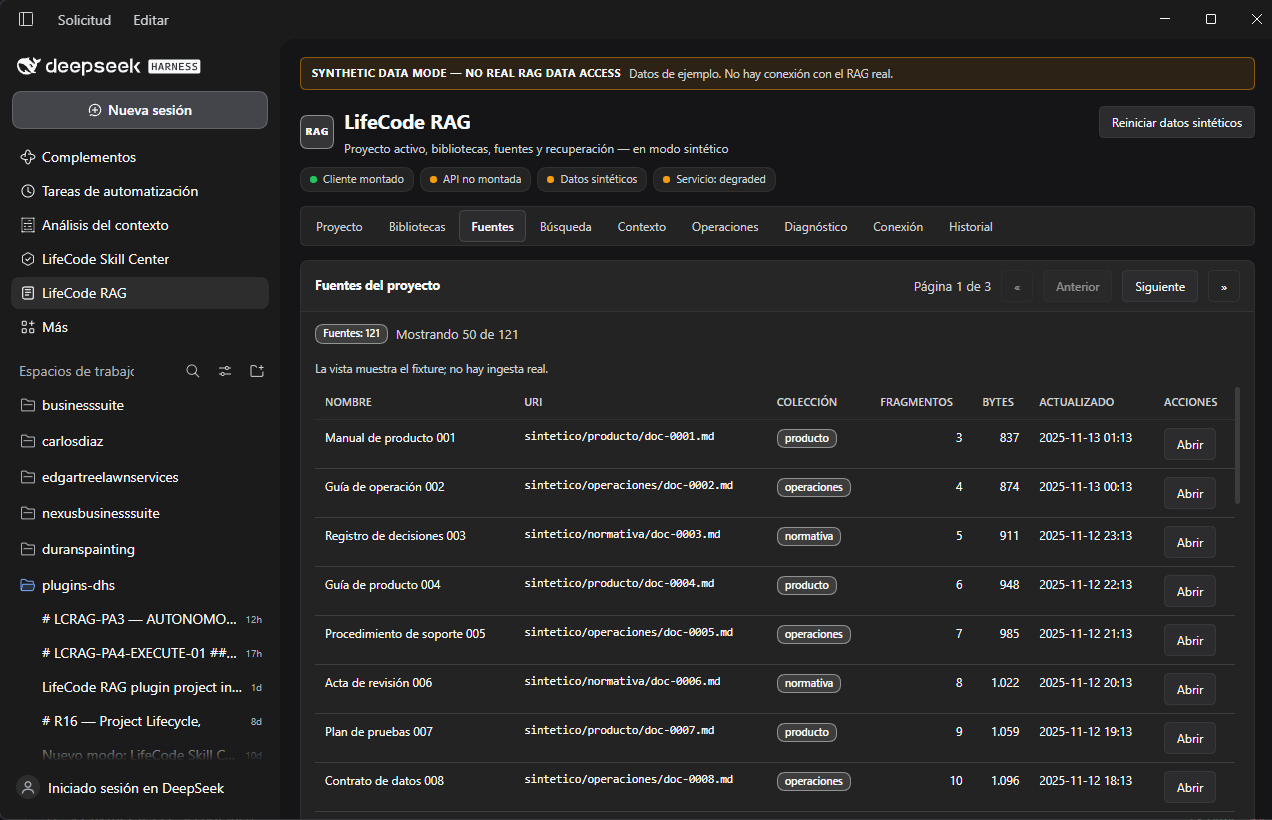 Solicitud Editar
deepseek HARNESS
Nueva sesión
Complementos
Tareas de automatización
Análisis del contexto
LifeCode Skill Center
LifeCode RAG
Más
Espacios de trabajo
businesssuite
carlosdiaz
edgartreelawnservices
nexusbusinesssuite
duranspainting
plugins-dhs
# LCRAG-PA3 — AUTONOMO... 12h
# LCRAG-PA4-EXECUTE-01 ##... 17h
LifeCode RAG plugin project in... 1d
# R16 — Project Lifecycle, 8d
Nuevo modo: LifeCode Skill C... 10d
Iniciado sesión en DeepSeek
SYNTHETIC DATA MODE — NO REAL RAG DATA ACCESS Datos de ejemplo. No hay conexión con el RAG real.
RAG
LifeCode RAG
Proyecto activo, bibliotecas, fuentes y recuperación — en modo sintético
Reiniciar datos sintéticos
Cliente montado API no montada Datos sintéticos Servicio: degraded
Proyecto Bibliotecas Fuentes Búsqueda Contexto Operaciones Diagnóstico Conexión Historial
Fuentes del proyecto
Página 1 de 3 « Anterior Siguiente »
Fuentes: 121 Mostrando 50 de 121
La vista muestra el fixture; no hay ingesta real.
NOMBRE URI COLECCIÓN FRAGMENTOS BYTES ACTUALIZADO ACCIONES
Manual de producto 001 sintetico/producto/doc-0001.md producto 3 837 2025-11-13 01:13 Abrir
Guía de operación 002 sintetico/operaciones/doc-0002.md operaciones 4 874 2025-11-13 00:13 Abrir
Registro de decisiones 003 sintetico/normativa/doc-0003.md normativa 5 911 2025-11-12 23:13 Abrir
Guía de producto 004 sintetico/producto/doc-0004.md producto 6 948 2025-11-12 22:13 Abrir
Procedimiento de soporte 005 sintetico/operaciones/doc-0005.md operaciones 7 985 2025-11-12 21:13 Abrir
Acta de revisión 006 sintetico/normativa/doc-0006.md normativa 8 1.022 2025-11-12 20:13 Abrir
Plan de pruebas 007 sintetico/producto/doc-0007.md producto 9 1.059 2025-11-12 19:13 Abrir
Contrato de datos 008 sintetico/operaciones/doc-0008.md operaciones 10 1.096 2025-11-12 18:13 Abrir